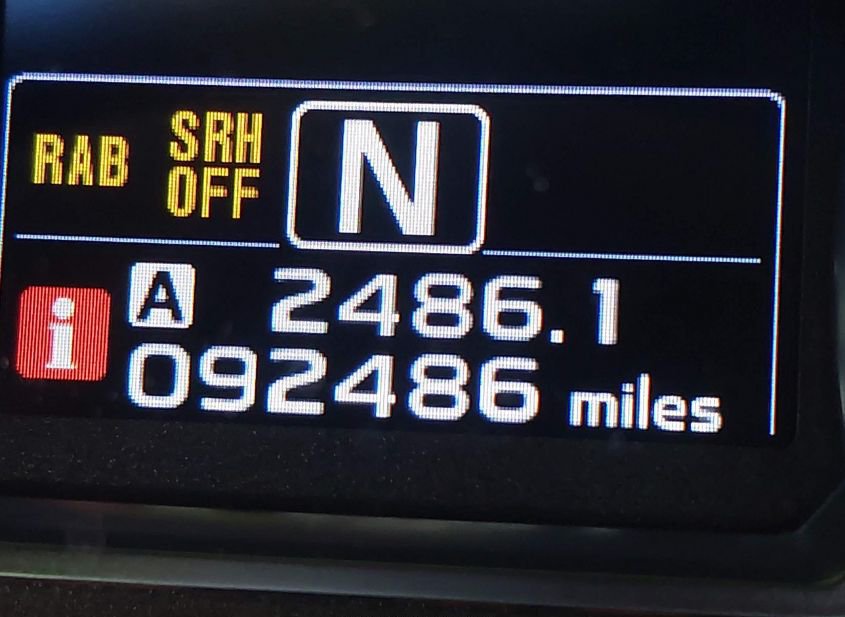 RAB SRH OFF N
A 2486.1
i 092486 miles